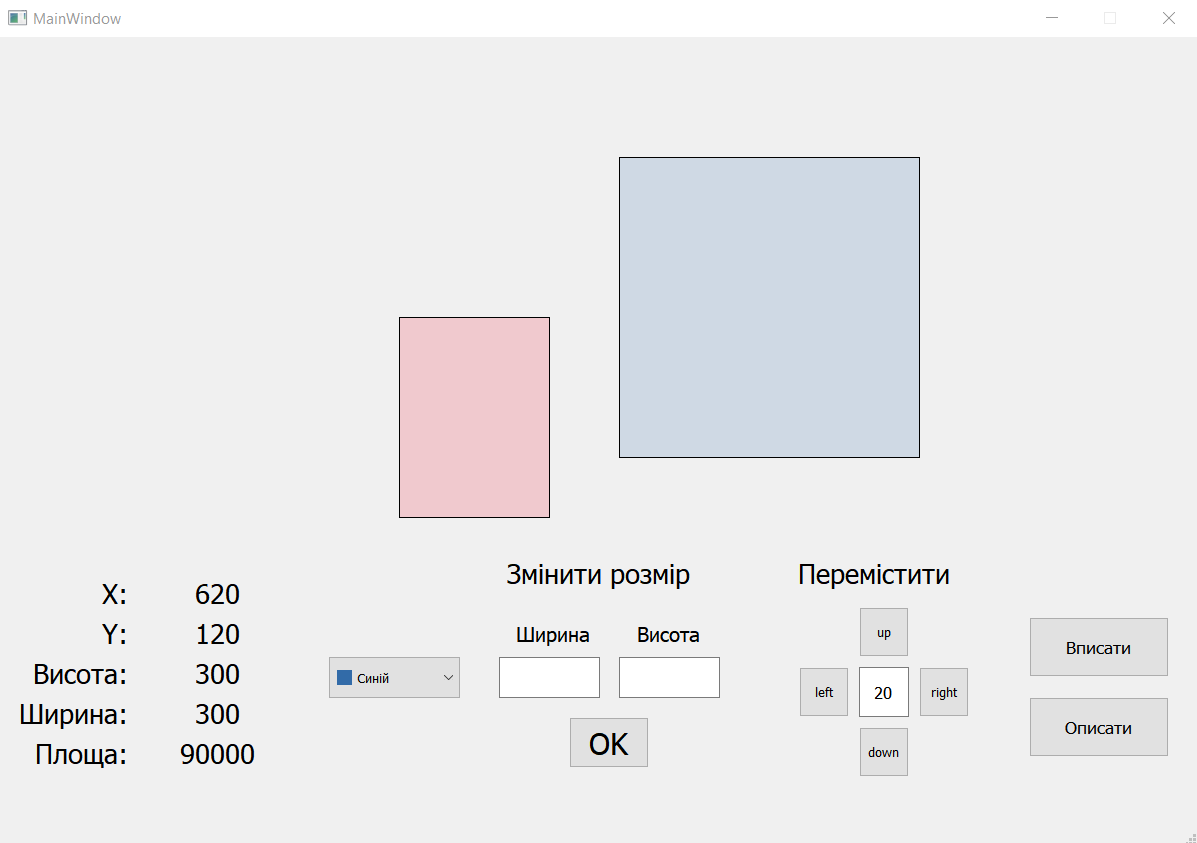 MainWindow
X: 620
Y: 120
Висота: 300
Ширина: 300
Площа: 90000
Синій
Змінити розмір
Ширина Висота
OK
Перемістити
up
left 20 right
down
Вписати
Описати